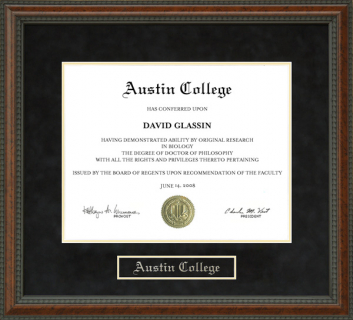 Austin College
HAS CONFERRED UPON
DAVID GLASSIN
HAVING DEMONSTRATED ABILITY BY ORIGINAL RESEARCH
IN BIOLOGY
THE DEGREE OF DOCTOR OF PHILOSOPHY
WITH ALL THE RIGHTS AND PRIVILEGES THERETO PERTAINING
ISSUED BY THE BOARD OF REGENTS UPON RECOMMENDATION OF THE FACULTY
JUNE 14, 2006
PROVOST
PRESIDENT
Austin College